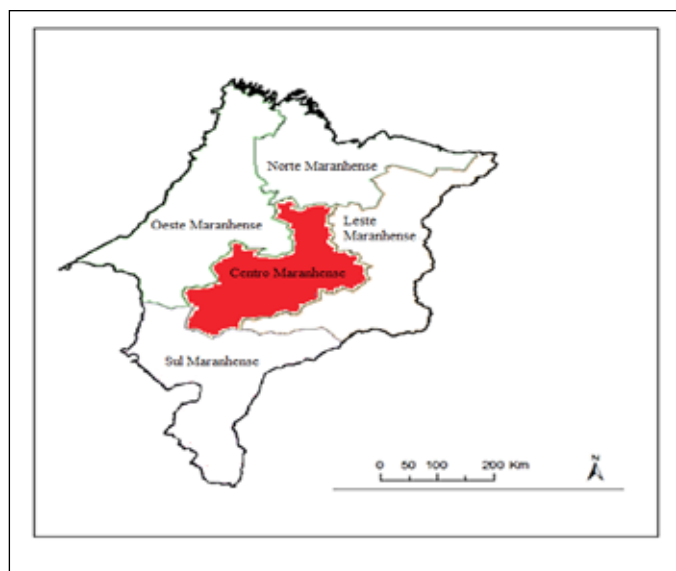 Norte Maranhense
Oeste Maranhense
Leste
Maranhense
Centro Maranhense
Sul Maranhense
0 50 100 200 Km
N